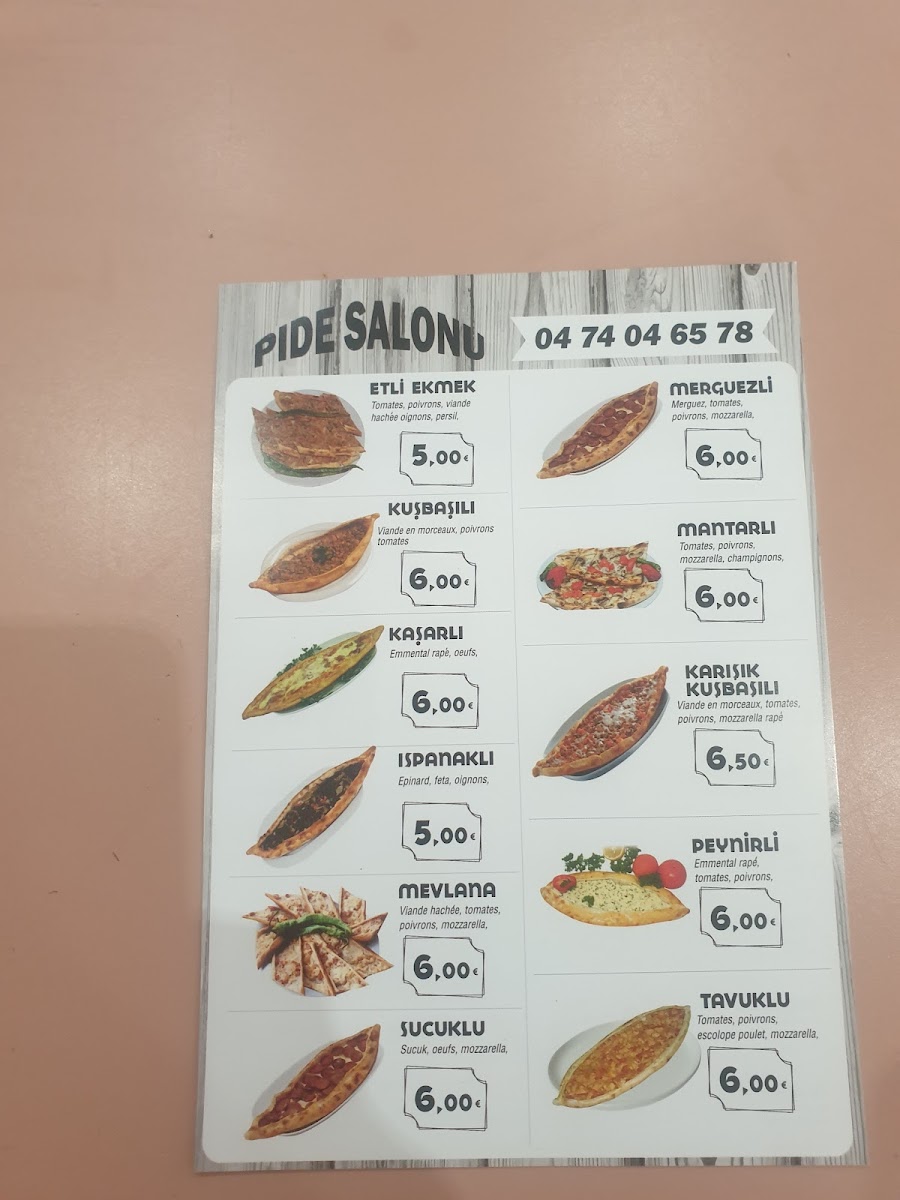 PIDE SALONU
04 74 04 65 78
ETLİ EKMEK
Tomates, poivrons, viande
hachèe oignons, persil,
5,00€
KUŞBAŞILI
Viande en morceaux, poivrons
tomates
6,00€
KAŞARLI
Emmental rapè, oeufs,
6,00€
ISPANAKLI
Epinard, feta, oignons,
5,00€
MEVLANA
Viande hachée, tomates,
poivrons, mozzarella,
6,00€
SUCUKLU
Sucuk, oeufs, mozzarella,
6,00€
MERGUEZLİ
Merguez, tomates,
poivrons, mozzarella,
6,00€
MANTARLI
Tomates, poivrons,
mozzarella, champignons,
6,00€
KARIŞIK
KUŞBAŞILI
Viande en morceaux, tomates,
poivrons, mozzarella rapè
6,50€
PEYNİRLİ
Emmental rapé,
tomates, poivrons,
6,00€
TAVUKLU
Tomates, poivrons,
escolope poulet, mozzarella,
6,00€